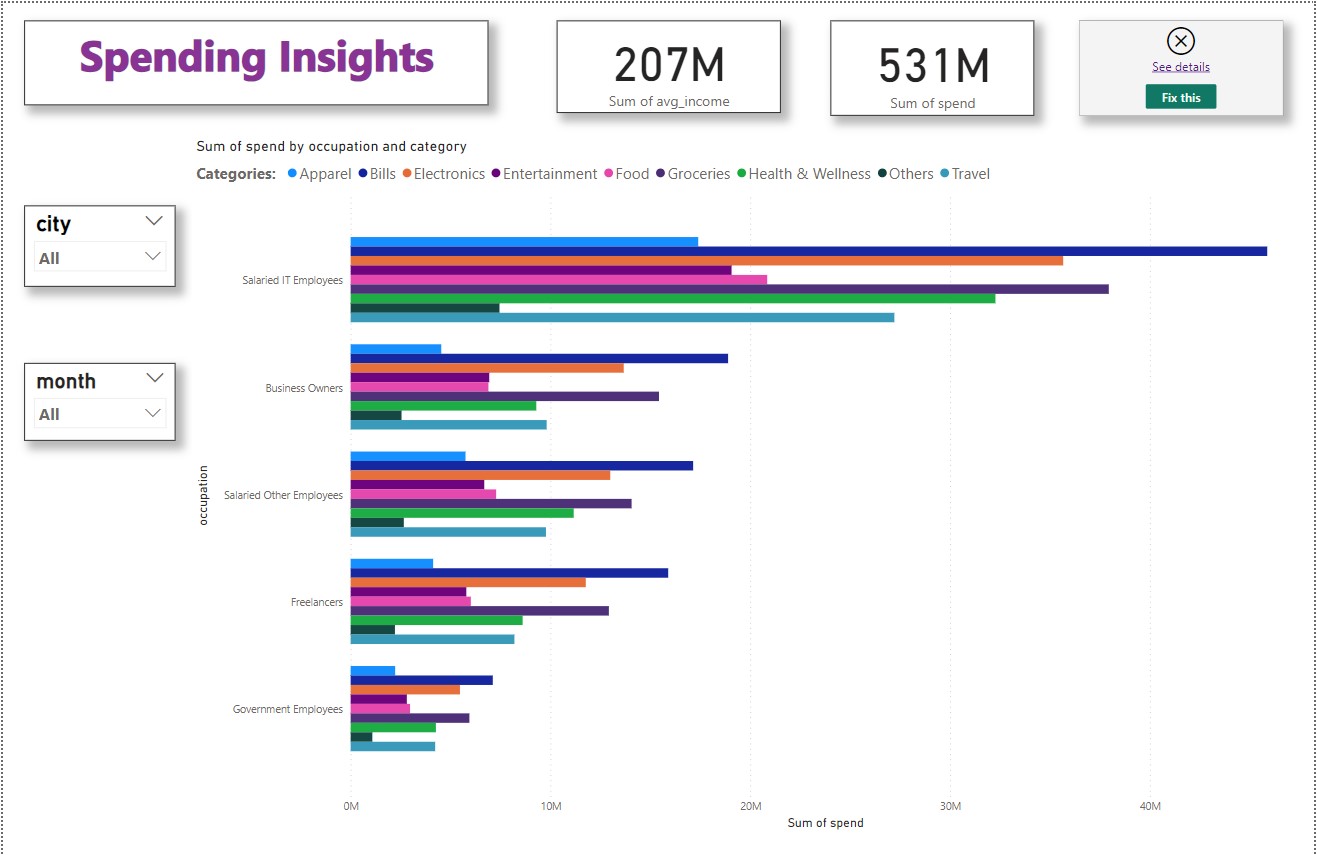 Spending Insights
207M
Sum of avg_income
531M
Sum of spend
See details
Fix this
Sum of spend by occupation and category
Categories: Apparel Bills Electronics Entertainment Food Groceries Health & Wellness Others Travel
city
All
month
All
occupation
Salaried IT Employees
Business Owners
Salaried Other Employees
Freelancers
Government Employees
0M 10M 20M 30M 40M
Sum of spend